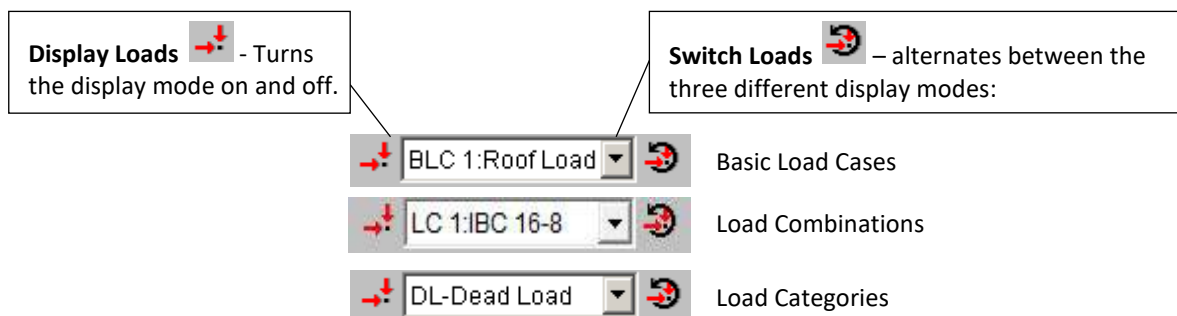 Display Loads - Turns
the display mode on and off.
Switch Loads – alternates between the
three different display modes:
BLC 1:Roof Load Basic Load Cases
LC 1:IBC 16-8 Load Combinations
DL-Dead Load Load Categories